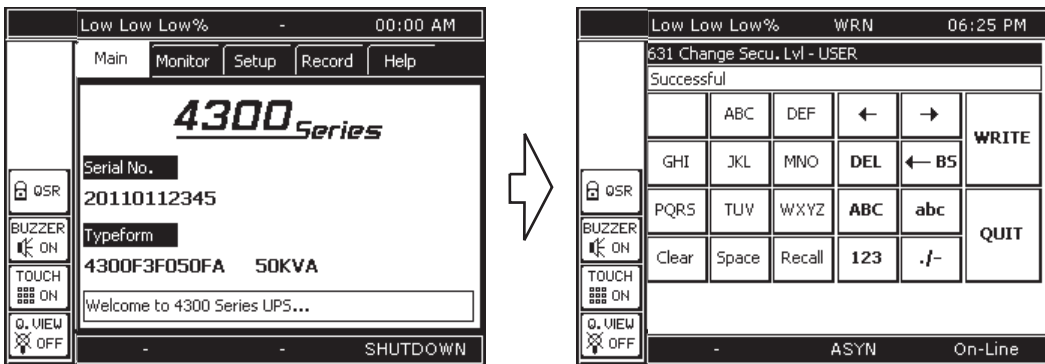 Low Low Low% - 00:00 AM
Main Monitor Setup Record Help
4300 Series
Serial No.
20110112345
Typeform
4300F3F050FA 50KVA
Welcome to 4300 Series UPS...
QSR
BUZZER
ON
TOUCH
ON
Q. VIEW
OFF
- - SHUTDOWN
Low Low Low% WRN 06:25 PM
631 Change Secu. Lvl - USER
Successful
ABC DEF ← → WRITE
GHI JKL MNO DEL ← BS
PQRS TUV WXYZ ABC abc QUIT
Clear Space Recall 123 ./-
QSR
BUZZER
ON
TOUCH
ON
Q. VIEW
OFF
- ASYN On-Line